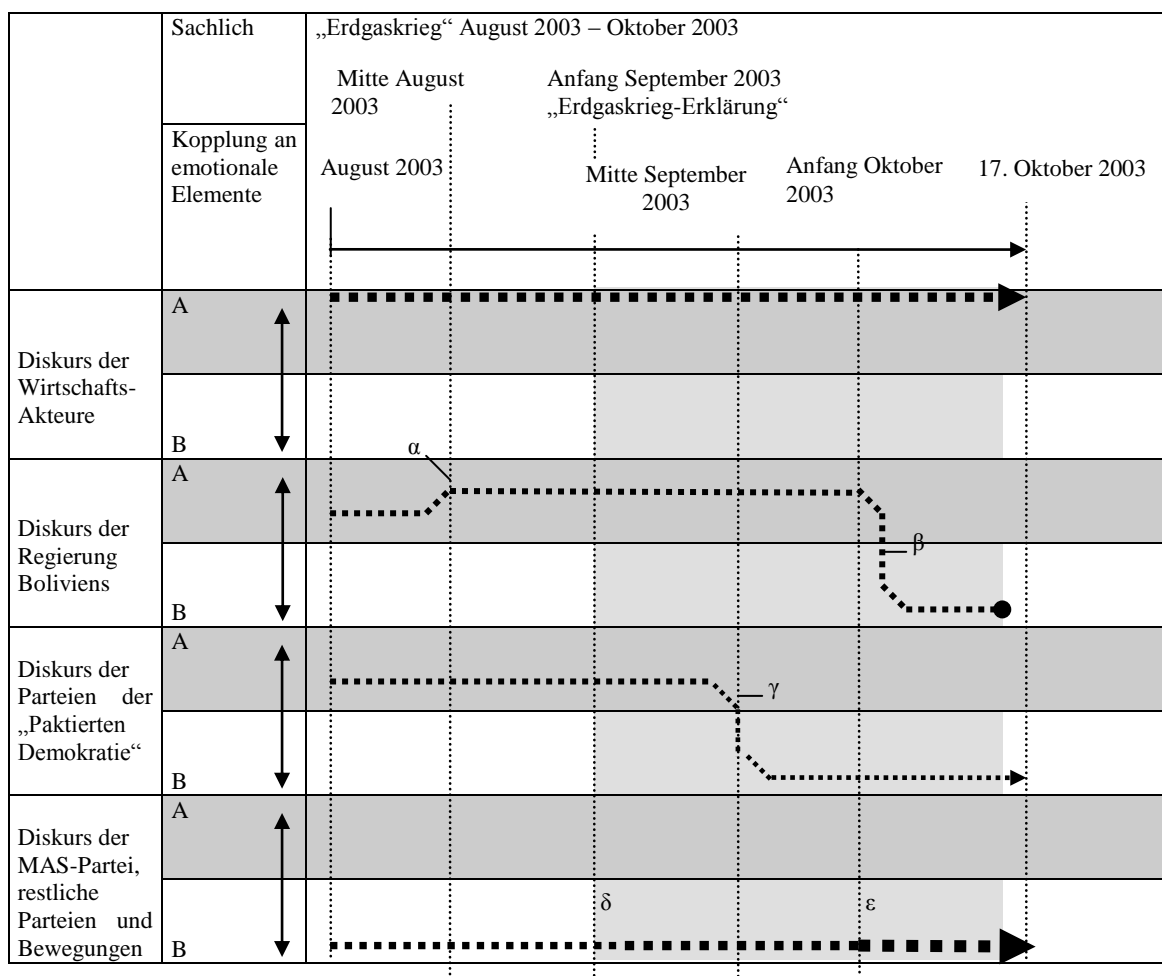 Sachlich
„Erdgaskrieg“ August 2003 – Oktober 2003
Mitte August
2003
Anfang September 2003
„Erdgaskrieg-Erklärung“
Kopplung an
emotionale
Elemente
August 2003
Mitte September
2003
Anfang Oktober
2003
17. Oktober 2003
Diskurs der
Wirtschafts-
Akteure
A
B
α
Diskurs der
Regierung
Boliviens
A
B
β
Diskurs der
Parteien der
„Paktierten
Demokratie“
A
B
γ
Diskurs der
MAS-Partei,
restliche
Parteien und
Bewegungen
A
B
δ
ε